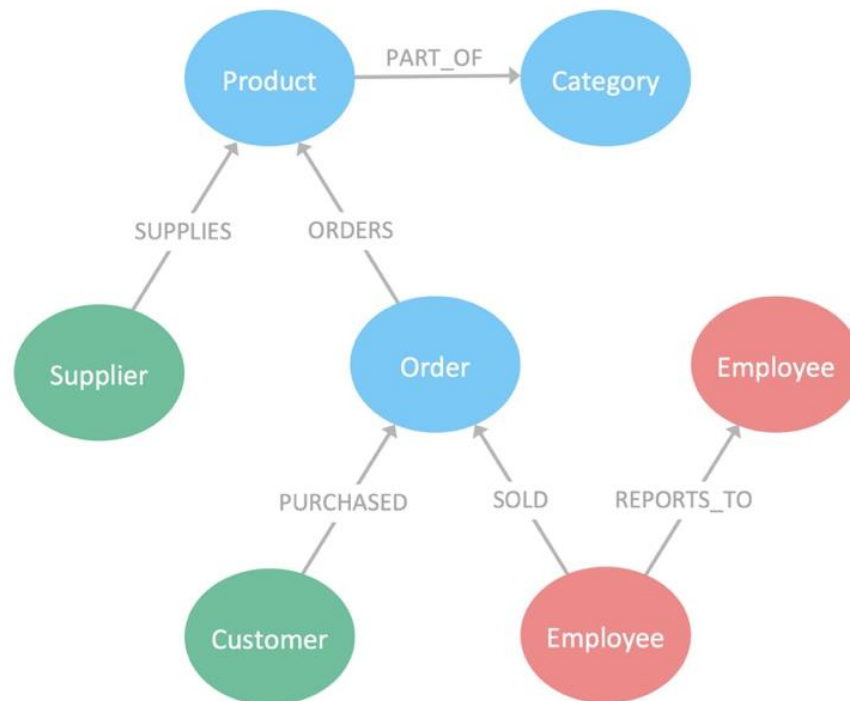 PART_OF
Product
Category
SUPPLIES
ORDERS
Supplier
Order
Employee
PURCHASED
SOLD
REPORTS_TO
Customer
Employee